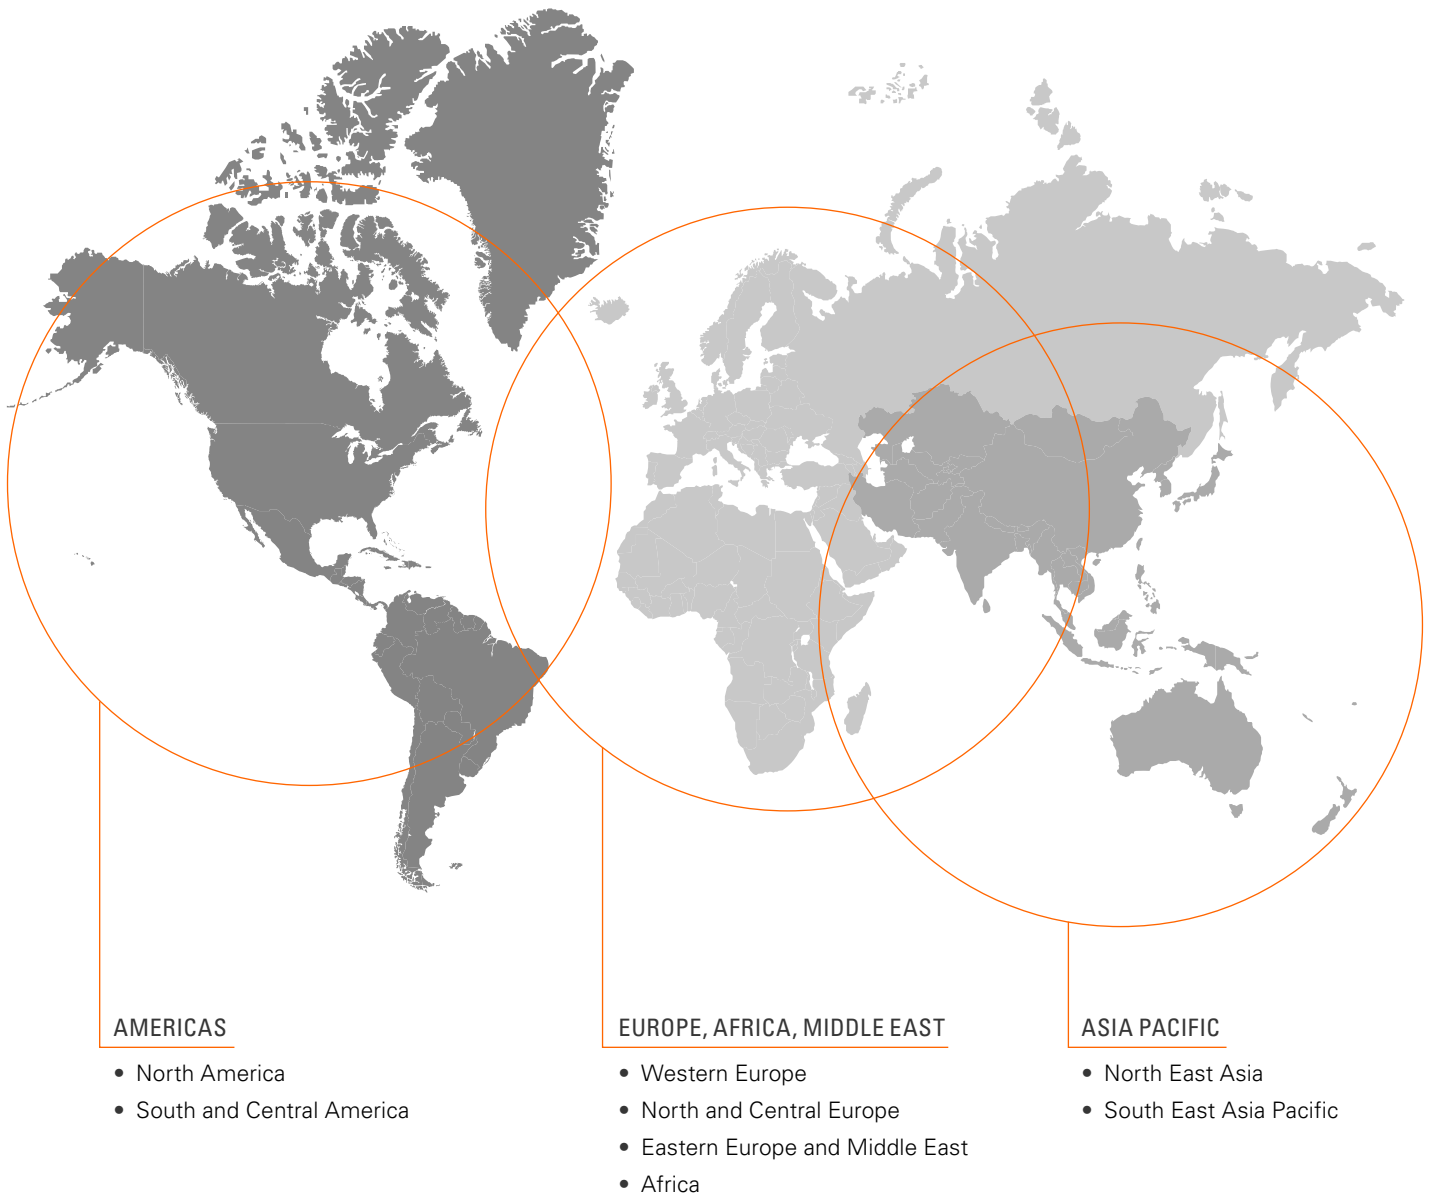 AMERICAS
• North America
• South and Central America
EUROPE, AFRICA, MIDDLE EAST
• Western Europe
• North and Central Europe
• Eastern Europe and Middle East
• Africa
ASIA PACIFIC
• North East Asia
• South East Asia Pacific